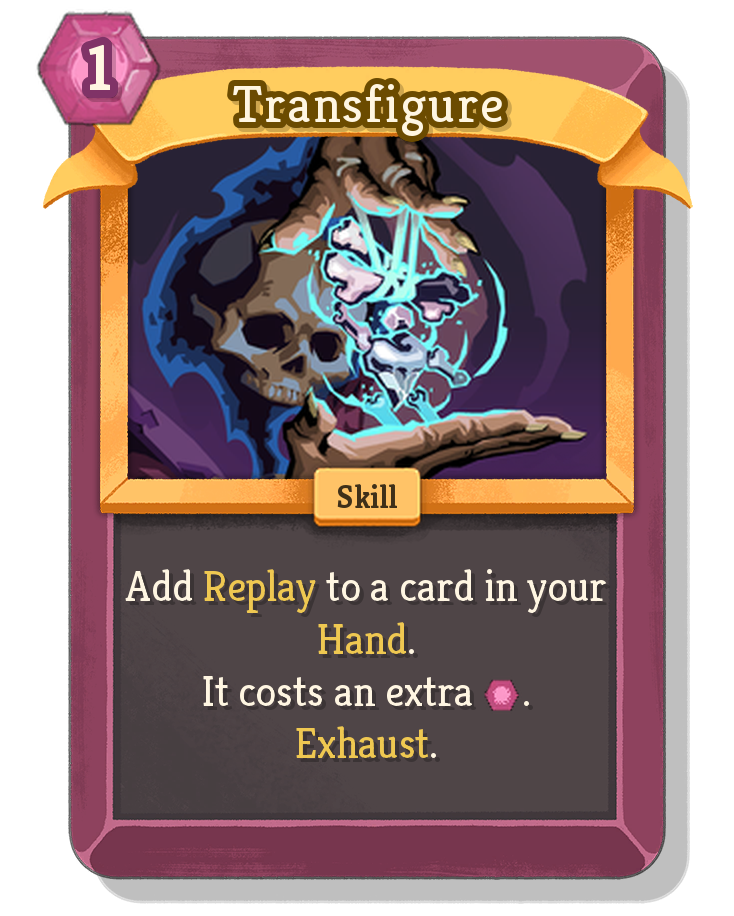 1
Transfigure
Skill
Add Replay to a card in your
Hand.
It costs an extra .
Exhaust.